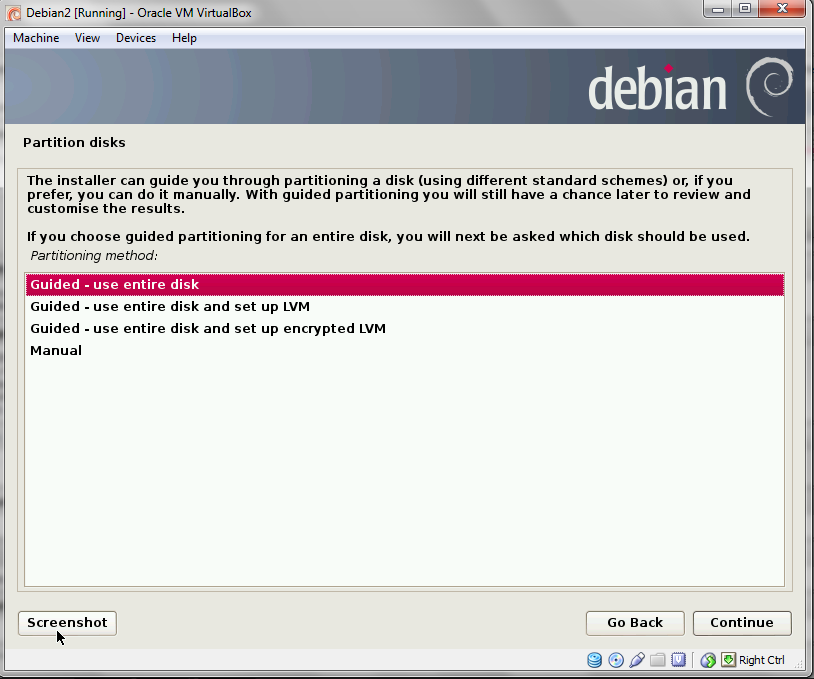 Debian2 [Running] - Oracle VM VirtualBox
Machine View Devices Help
debian
Partition disks
The installer can guide you through partitioning a disk (using different standard schemes) or, if you
prefer, you can do it manually. With guided partitioning you will still have a chance later to review and
customise the results.
If you choose guided partitioning for an entire disk, you will next be asked which disk should be used.
Partitioning method:
Guided - use entire disk
Guided - use entire disk and set up LVM
Guided - use entire disk and set up encrypted LVM
Manual
Screenshot Go Back Continue
Right Ctrl